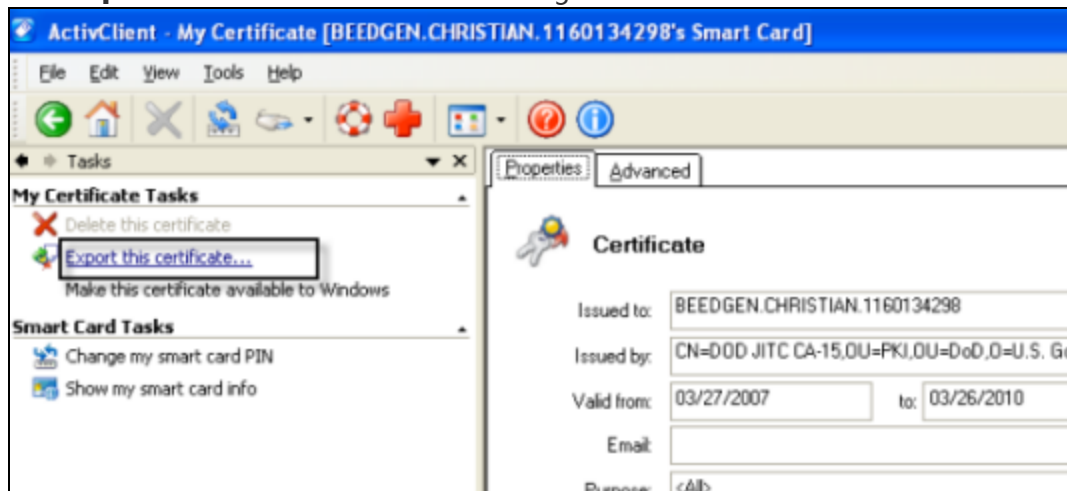 ActivClient - My Certificate [BEEDGEN.CHRISTIAN.1160134298's Smart Card]
File Edit View Tools Help
Tasks
My Certificate Tasks
Delete this certificate
Export this certificate...
Make this certificate available to Windows
Smart Card Tasks
Change my smart card PIN
Show my smart card info
Properties Advanced
Certificate
Issued to: BEEDGEN.CHRISTIAN.1160134298
Issued by: CN=DOD JITC CA-15,OU=PKI,OU=DoD,O=U.S. Go
Valid from: 03/27/2007 to: 03/26/2010
Email:
Purpose: <All>